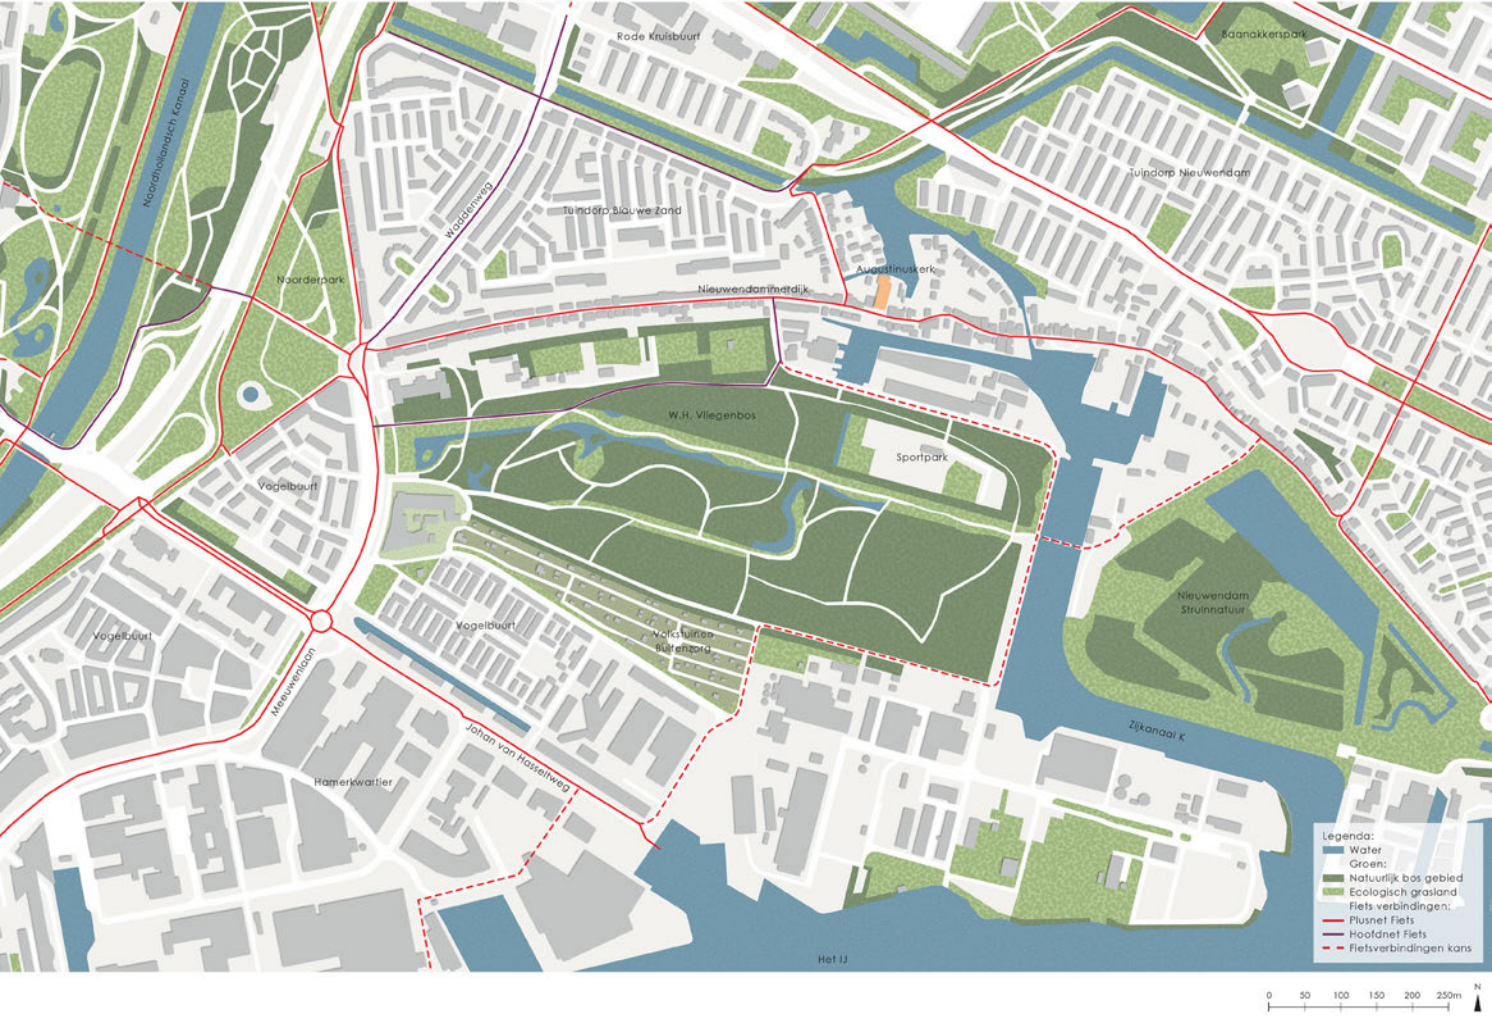 Rode Kruisbuurt
Baanakkerspark
Noordhollandsch Kanaal
Tuindorp Nieuwendam
Waddenweg
Tuindorp Blauwe Zand
Augustinuskerk
Noorderpark
Nieuwendammerdijk
W.H. Vliegenbos
Sportpark
Vogelbuurt
Nieuwendam
Struinnatuur
Vogelbuurt
Vogelbuurt
Volkstuinen
Buitenzorg
Meeuwenlaan
Zijkanaal K
Johan van Hasseltweg
Hamerkwartier
Het IJ
Legenda:
Water
Groen:
Natuurlijk bos gebied
Ecologisch grasland
Fiets verbindingen:
Plusnet Fiets
Hoofdnet Fiets
Fietsverbindingen kans
0 50 100 150 200 250m
N